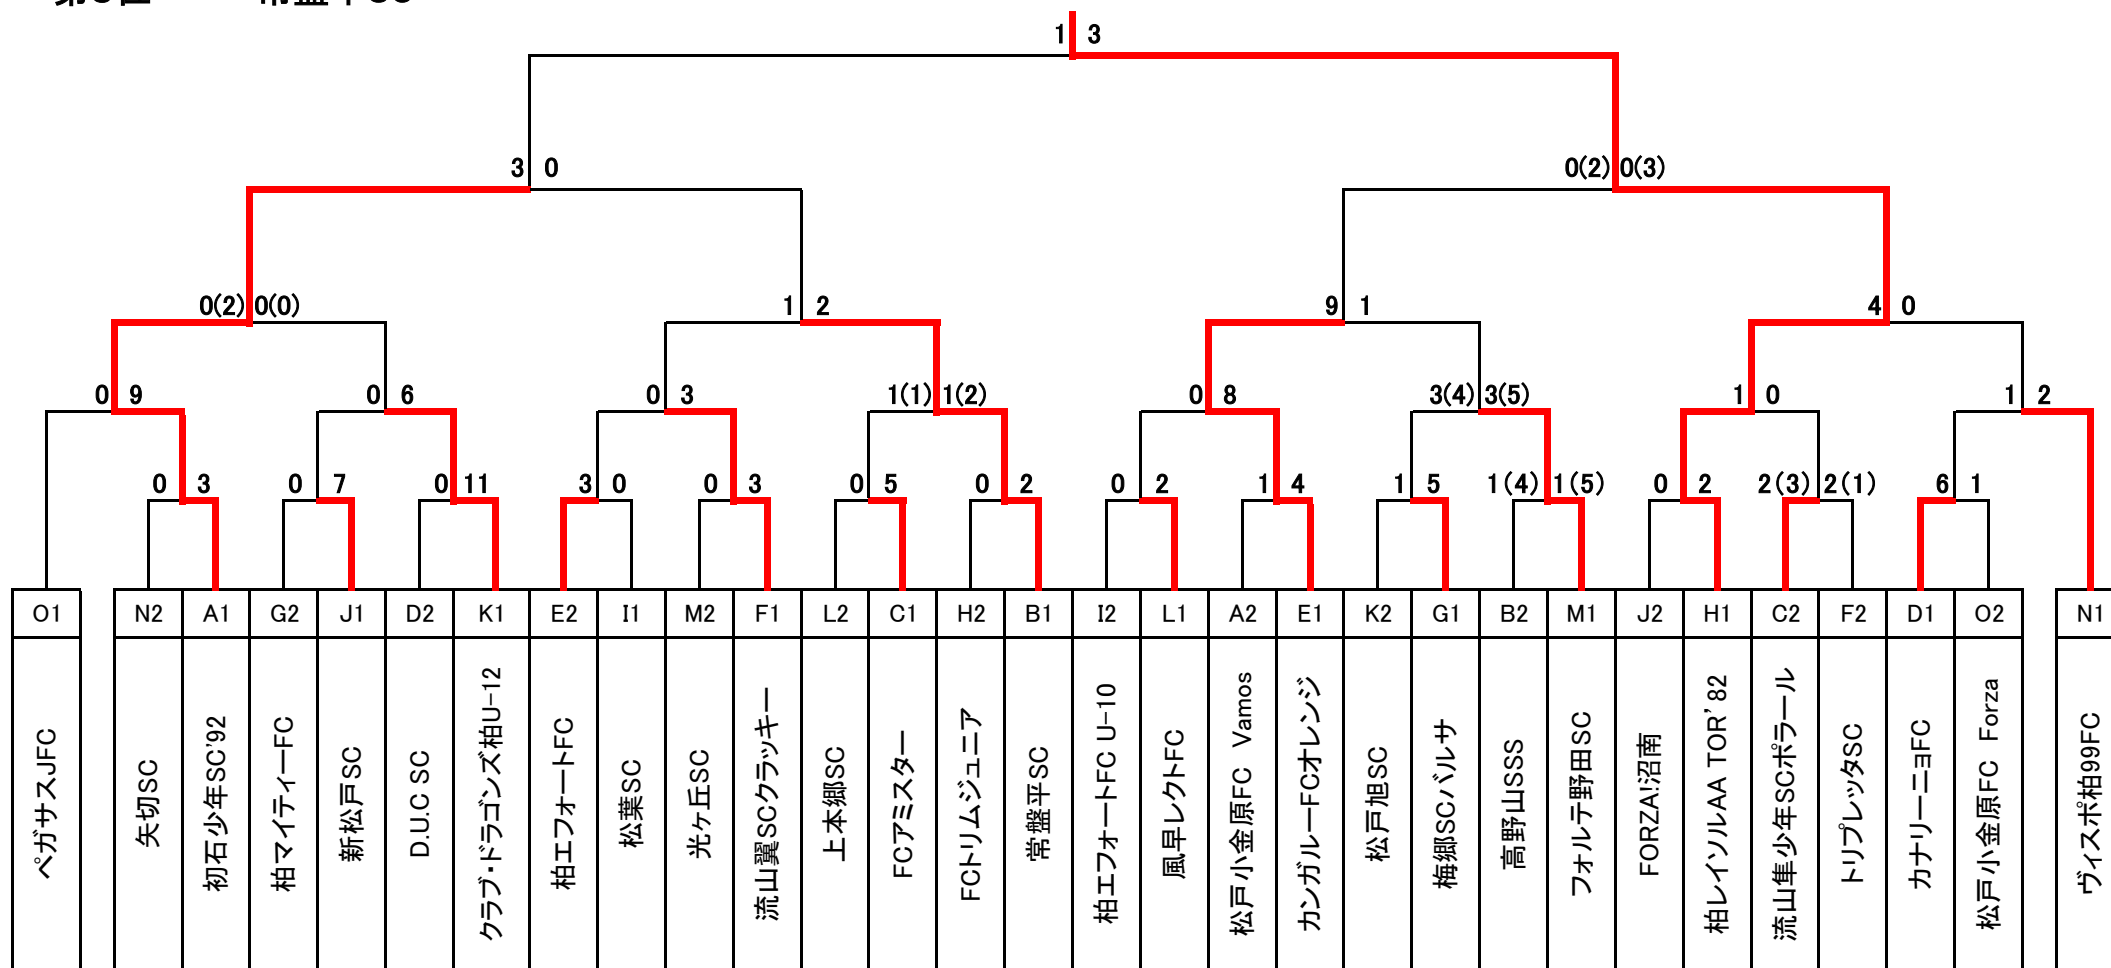 1 3
3 0 0(2) 0(3)
0(2) 0(0) 1 2 9 1 4 0
0 9 0 6 0 3 1(1) 1(2) 0 8 3(4) 3(5) 1 0 1 2
0 3 0 7 0 11 3 0 0 3 0 5 0 2 0 2 1 4 1 5 1(4) 1(5) 0 2 2(3) 2(1) 6 1
O1 N2 A1 G2 J1 D2 K1 E2 I1 M2 F1 L2 C1 H2 B1 I2 L1 A2 E1 K2 G1 B2 M1 J2 H1 C2 F2 D1 O2 N1
ペガサスJFC
矢切SC
初石少年SC'92
柏マイティーFC
新松戸SC
D.U.C SC
クラブ・ドラゴンズ柏U-12
柏エフォートFC
松葉SC
光ヶ丘SC
流山翼SCクラッキー
上本郷SC
FCアミスター
FCトリムジュニア
常盤平SC
柏エフォートFC U-10
風早レクトFC
松戸小金原FC Vamos
カンガルーFCオレンジ
松戸旭SC
梅郷SCバルサ
高野山SSS
フォルテ野田SC
FORZA!沼南
柏レイソルAA TOR’82
流山隼少年SCポラール
トリプレッタSC
カナリーニョFC
松戸小金原FC Forza
ヴィスポ柏99FC